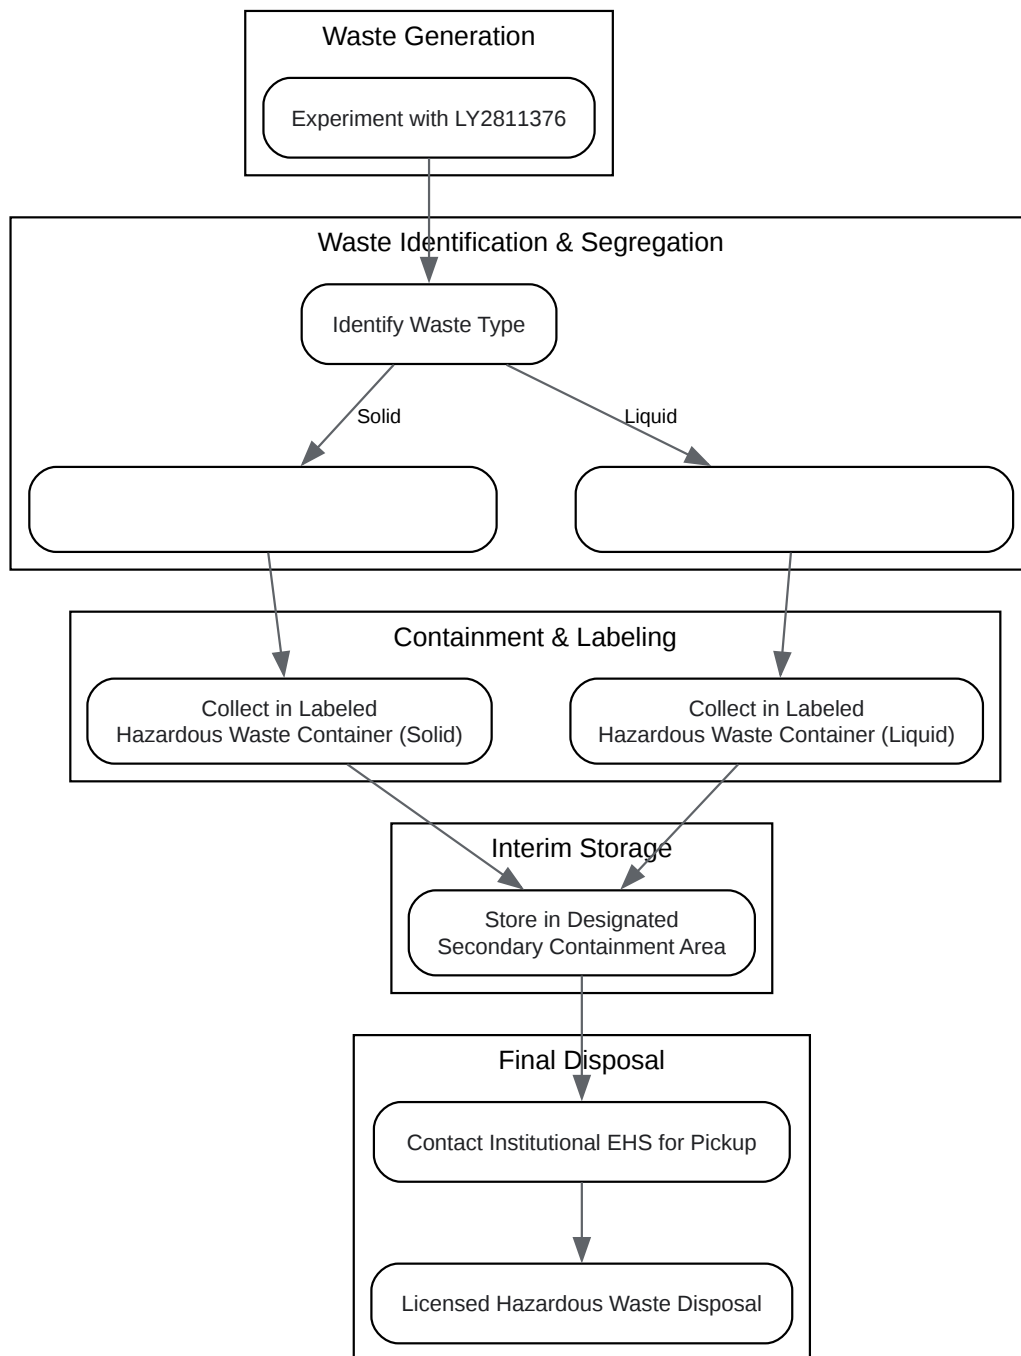 Waste Generation
Experiment with LY2811376
Waste Identification & Segregation
Identify Waste Type
Solid
Liquid
Containment & Labeling
Collect in Labeled
Hazardous Waste Container (Solid)
Collect in Labeled
Hazardous Waste Container (Liquid)
Interim Storage
Store in Designated
Secondary Containment Area
Final Disposal
Contact Institutional EHS for Pickup
Licensed Hazardous Waste Disposal